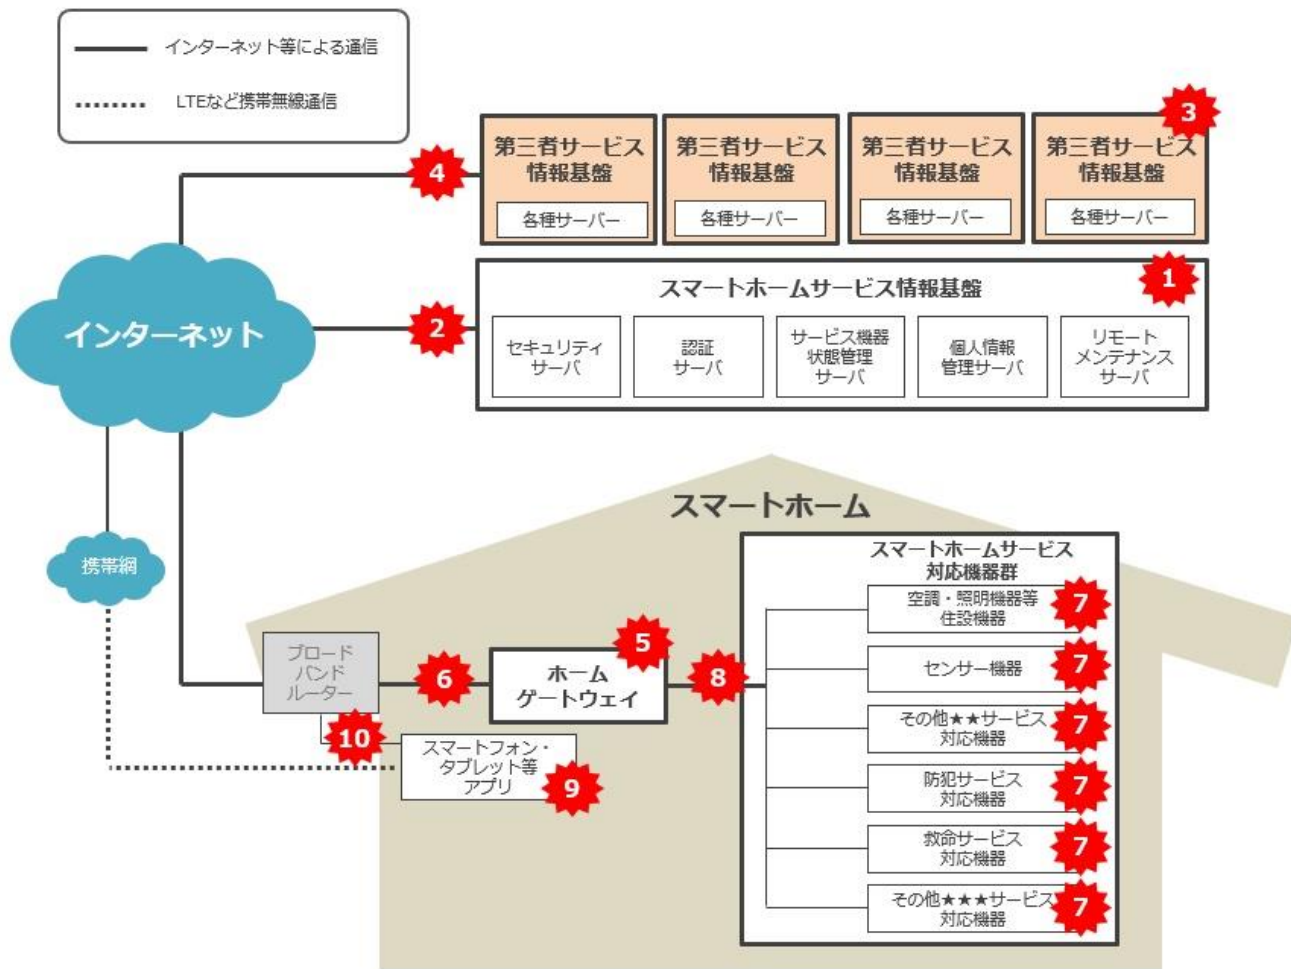 インターネット等による通信
LTEなど携帯無線通信
3
4
第三者サービス
情報基盤
各種サーバー
第三者サービス
情報基盤
各種サーバー
第三者サービス
情報基盤
各種サーバー
第三者サービス
情報基盤
各種サーバー
1
スマートホームサービス情報基盤
インターネット
2
セキュリティ
サーバ
認証
サーバ
サービス機器
状態管理
サーバ
個人情報
管理サーバ
リモート
メンテナンス
サーバ
スマートホーム
携帯網
スマートホームサービス
対応機器群
空調・照明機器等
住設機器
7
センサー機器
7
その他★★サービス
対応機器
7
防犯サービス
対応機器
7
救命サービス
対応機器
7
その他★★★サービス
対応機器
7
ブロード
バンド
ルーター
6
5
ホーム
ゲートウェイ
8
10
スマートフォン・
タブレット等
アプリ
9